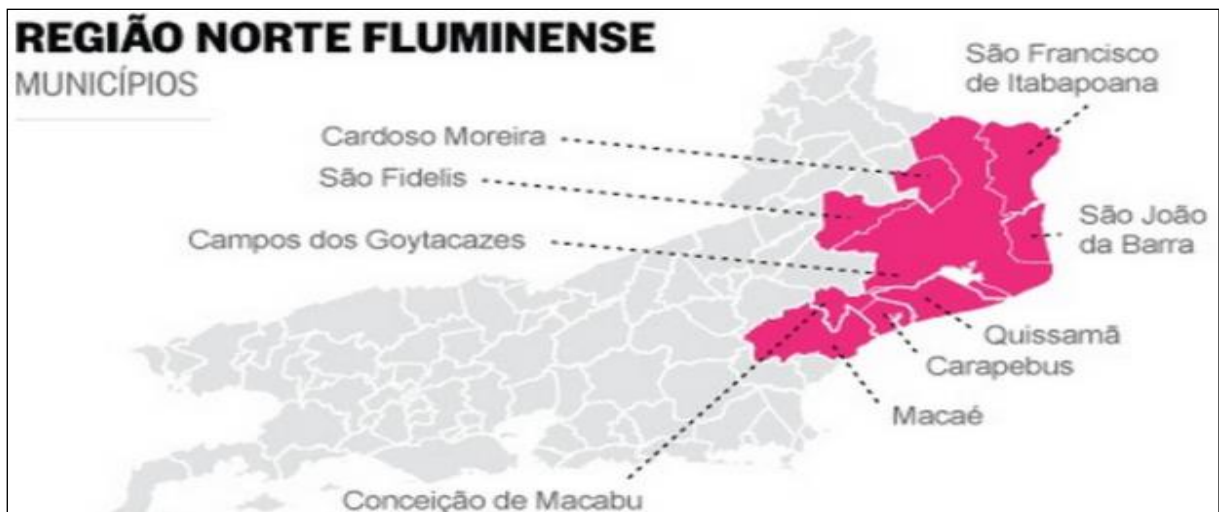 REGIÃO NORTE FLUMINENSE
MUNICÍPIOS
São Francisco
de Itabapoana
Cardoso Moreira
São Fidelis
São João
da Barra
Campos dos Goytacazes
Quissamã
Carapebus
Macaé
Conceição de Macabu